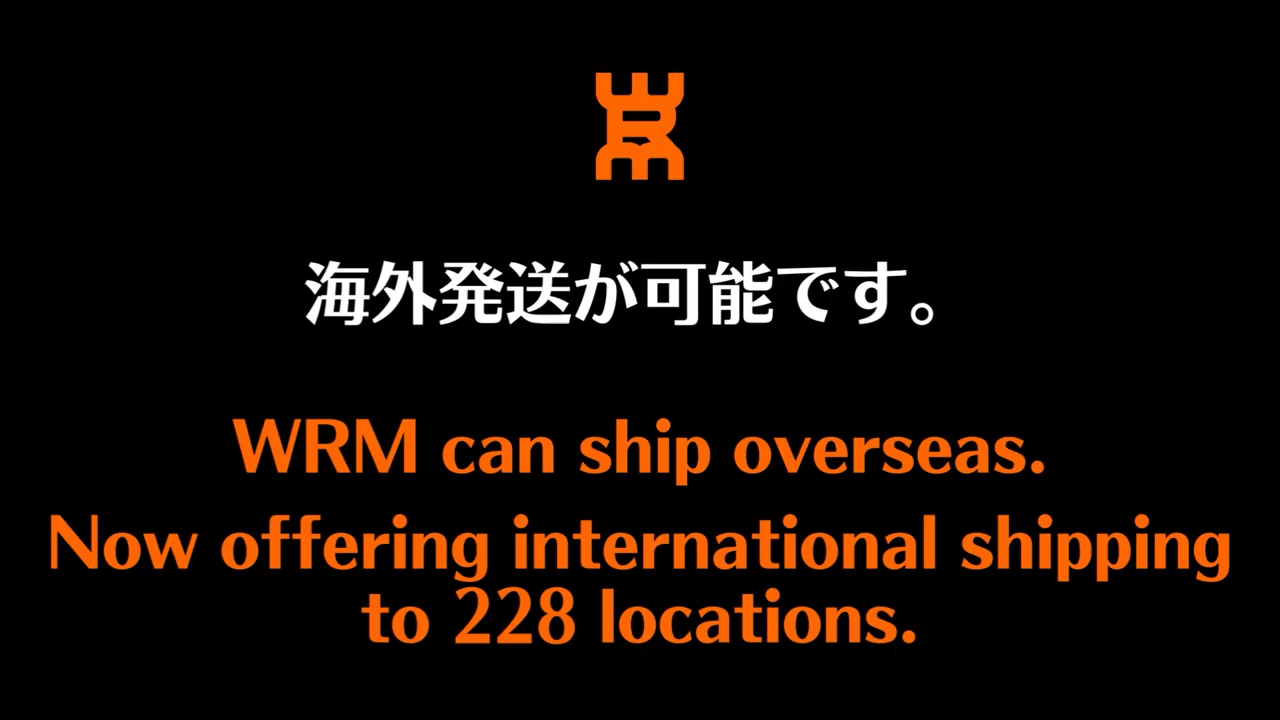 海外発送が可能です。
WRM can ship overseas.
Now offering international shipping
to 228 locations.